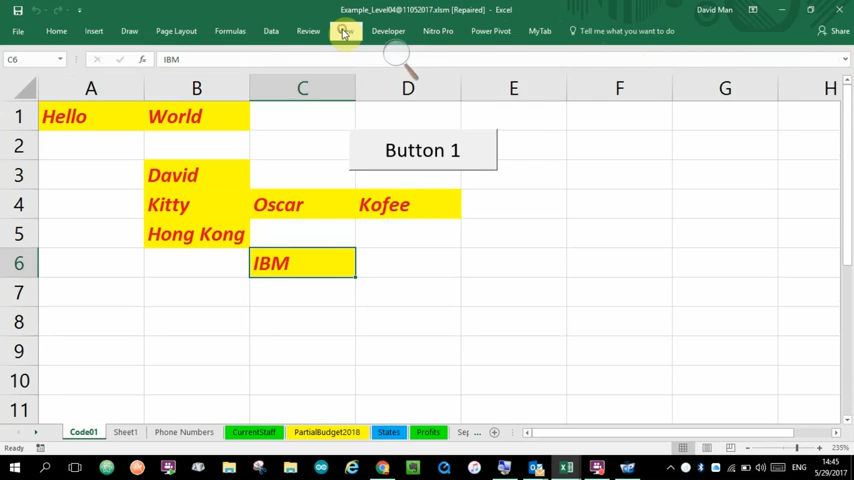 Example_Level04@11052017.xlsm [Repaired] - Excel
David Man
File Home Insert Draw Page Layout Formulas Data Review Developer Nitro Pro Power Pivot MyTab Tell me what you want to do Share
C6 fx IBM
A B C D E F G H
1 Hello World
2 Button 1
3 David
4 Kitty Oscar Kofee
5 Hong Kong
6 IBM
7
8
9
10
11
Code01 Sheet1 Phone Numbers CurrentStaff PartialBudget2018 States Profits Sep ...
Ready 235%
ENG 14:45
5/29/2017